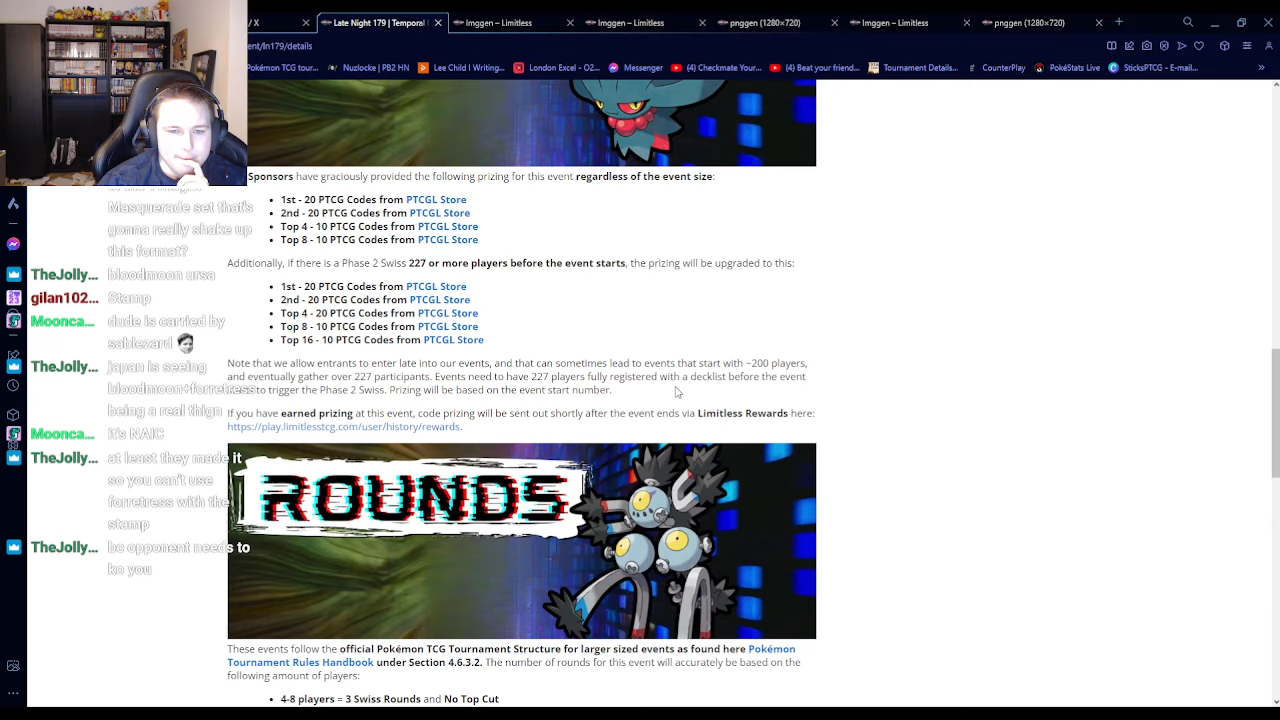 Late Night 179 | Temporal
Imggen – Limitless
Imggen – Limitless
pnggen (1280×720)
Imggen – Limitless
pnggen (1280×720)
ent/ln179/details
Pokémon TCG tour...
Nuzlocke | PB2 HN
Lee Child | Writing...
London Excel • O2...
Messenger
(4) Checkmate Your...
(4) Beat your friend...
Tournament Details...
CounterPlay
PokéStats Live
SticksPTCG - E-mail...
Sponsors have graciously provided the following prizing for this event regardless of the event size:
1st - 20 PTCG Codes from PTCGL Store
2nd - 20 PTCG Codes from PTCGL Store
Top 4 - 10 PTCG Codes from PTCGL Store
Top 8 - 10 PTCG Codes from PTCGL Store
Additionally, if there is a Phase 2 Swiss 227 or more players before the event starts, the prizing will be upgraded to this:
1st - 20 PTCG Codes from PTCGL Store
2nd - 20 PTCG Codes from PTCGL Store
Top 4 - 20 PTCG Codes from PTCGL Store
Top 8 - 10 PTCG Codes from PTCGL Store
Top 16 - 10 PTCG Codes from PTCGL Store
Note that we allow entrants to enter late into our events, and that can sometimes lead to events that start with ~200 players,
and eventually gather over 227 participants. Events need to have 227 players fully registered with a decklist before the event
to trigger the Phase 2 Swiss. Prizing will be based on the event start number.
If you have earned prizing at this event, code prizing will be sent out shortly after the event ends via Limitless Rewards here:
https://play.limitlesstcg.com/user/history/rewards.
ROUNDS
These events follow the official Pokémon TCG Tournament Structure for larger sized events as found here Pokémon
Tournament Rules Handbook under Section 4.6.3.2. The number of rounds for this event will accurately be based on the
following amount of players:
4-8 players = 3 Swiss Rounds and No Top Cut
Masquerade set that's
gonna really shake up
this format?
TheJolly... bloodmoon ursa
gilan102... Stamp
Moonca... dude is carried by
sablezard
TheJolly... japan is seeing
bloodmoon+forretress
being a real thign
Moonca... It's NAIC
TheJolly... at least they made it
so you can't use
forretress with the
stamp
TheJolly... bc opponent needs to
ko you